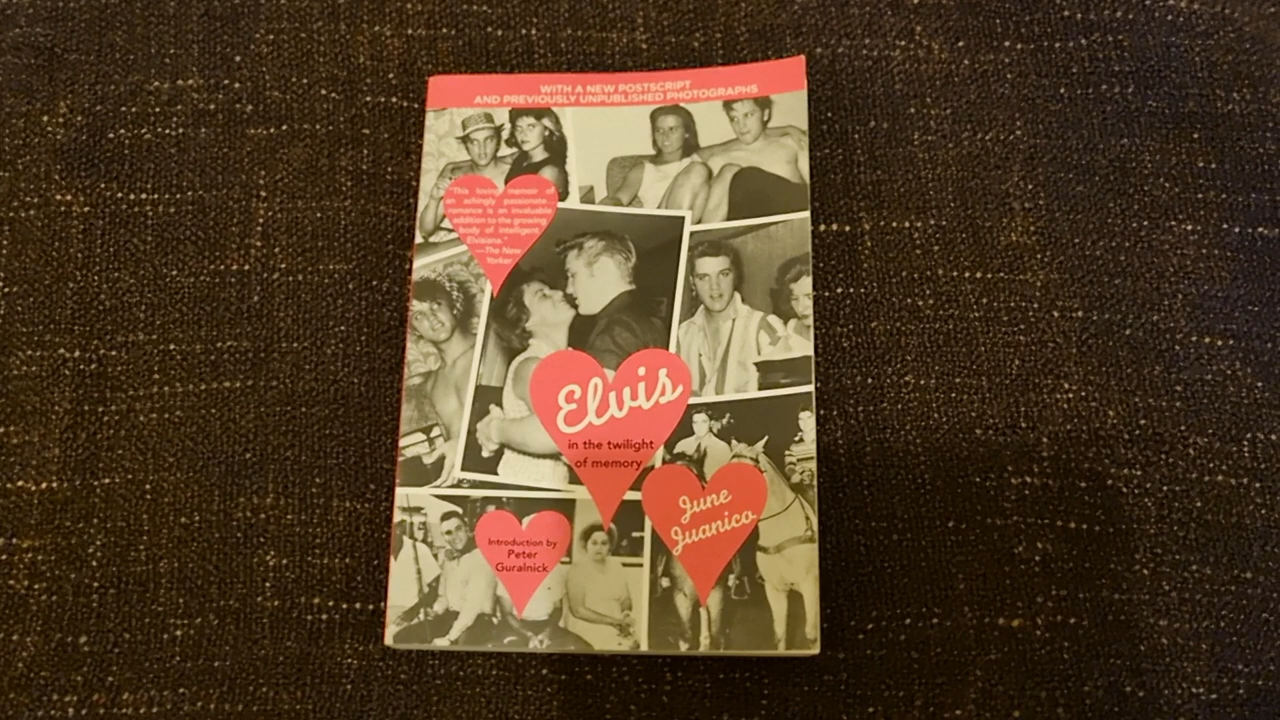 WITH A NEW POSTSCRIPT
AND PREVIOUSLY UNPUBLISHED PHOTOGRAPHS
"This loving memoir of
an achingly passionate
romance is an invaluable
addition to the growing
body of intelligent
Elvisiana."
—The New
Yorker
Elvis
in the twilight
of memory
June
Juanico
Introduction by
Peter
Guralnick